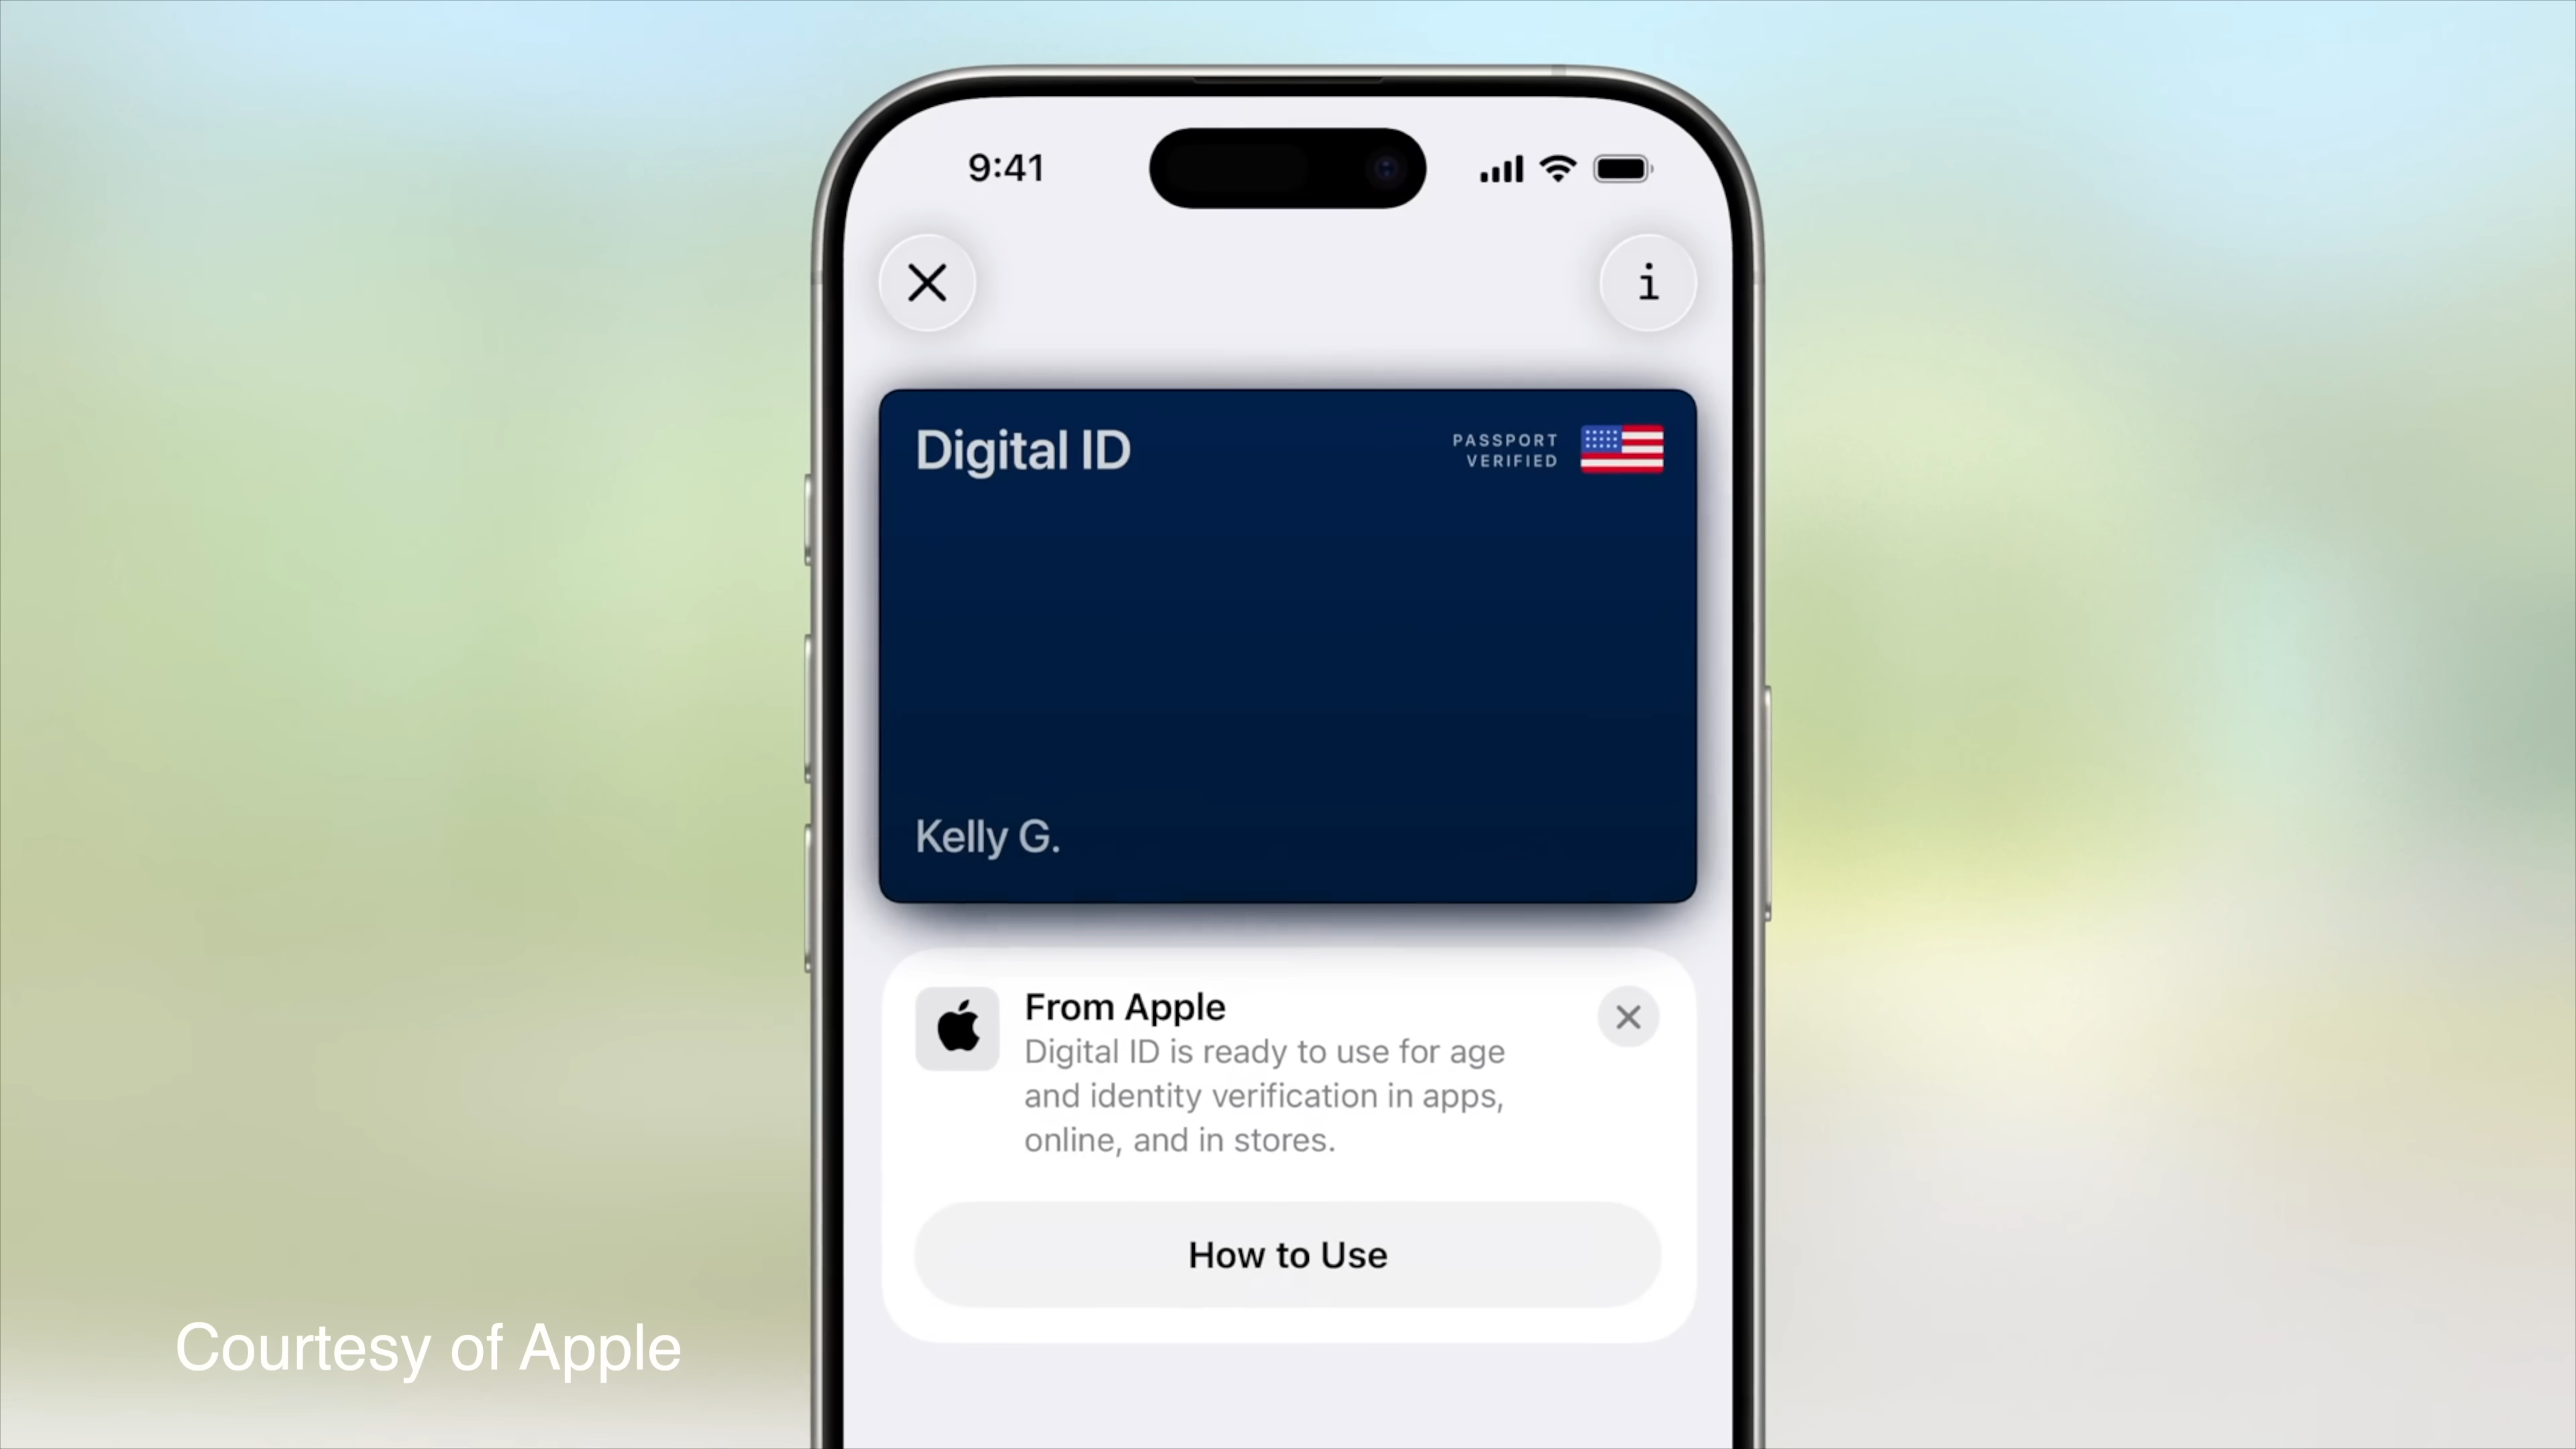 9:41
i
Digital ID
PASSPORT
VERIFIED
Kelly G.
From Apple
Digital ID is ready to use for age
and identity verification in apps,
online, and in stores.
How to Use
Courtesy of Apple